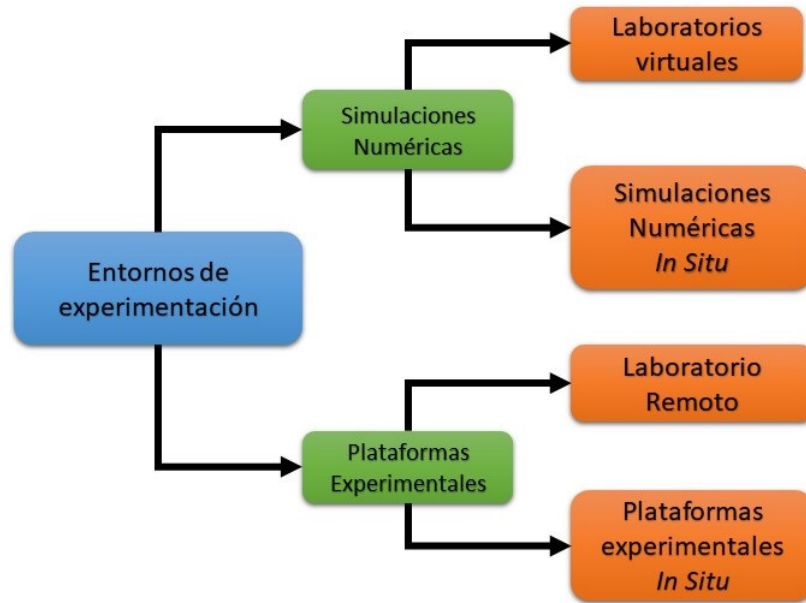 Laboratorios
virtuales
Simulaciones
Numéricas
Simulaciones
Numéricas
In Situ
Entornos de
experimentación
Laboratorio
Remoto
Plataformas
Experimentales
Plataformas
experimentales
In Situ